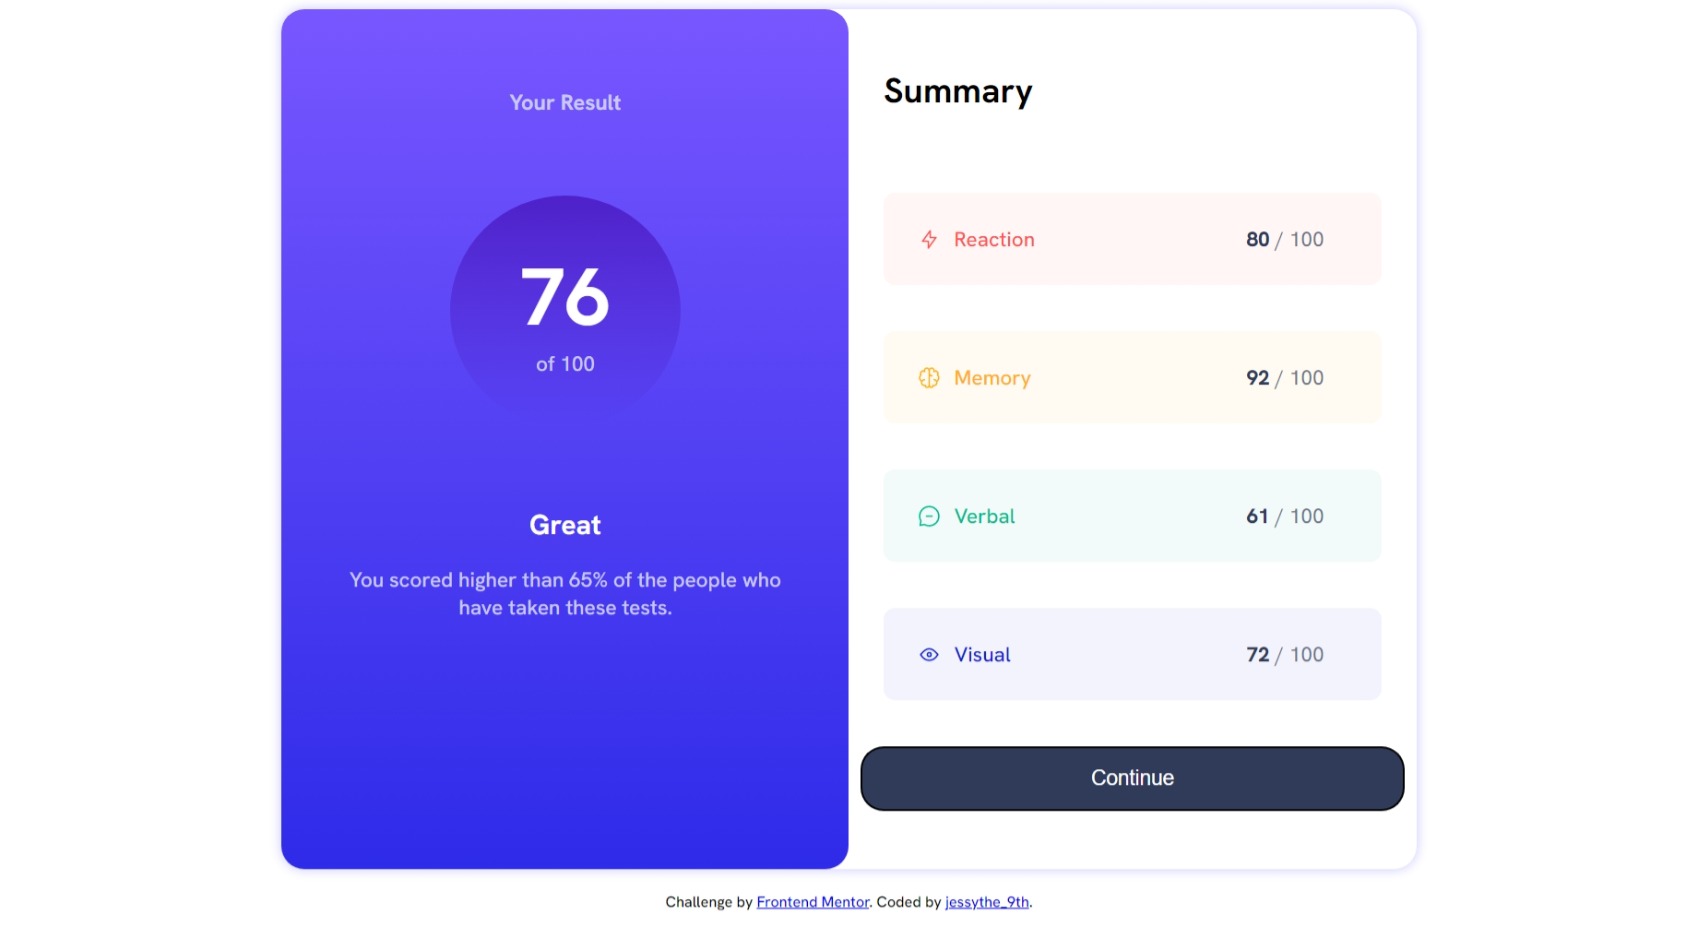 Your Result
76
of 100
Great
You scored higher than 65% of the people who
have taken these tests.
Summary
Reaction 80 / 100
Memory 92 / 100
Verbal 61 / 100
Visual 72 / 100
Continue
Challenge by Frontend Mentor. Coded by jessythe_9th.